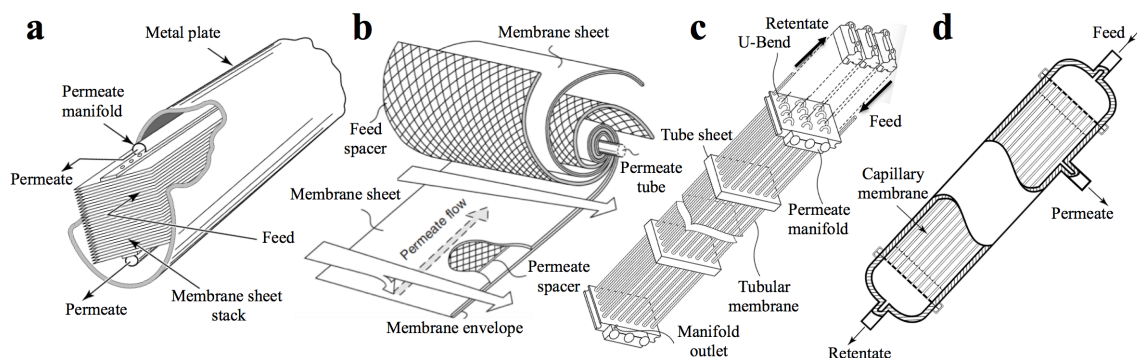 a
Metal plate
Permeate
manifold
Permeate
Feed
Permeate
Membrane sheet
stack
b
Membrane sheet
Feed
spacer
Permeate
tube
Membrane sheet
Permeate flow
Permeate
spacer
Membrane envelope
c
Retentate
U-Bend
Feed
Tube sheet
Permeate
manifold
Tubular
membrane
Manifold
outlet
d
Feed
Capillary
membrane
Permeate
Retentate